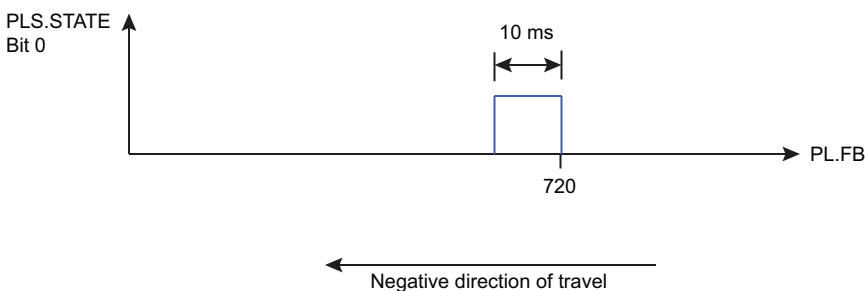 PLS.STATE
Bit 0
10 ms
PL.FB
720
Negative direction of travel